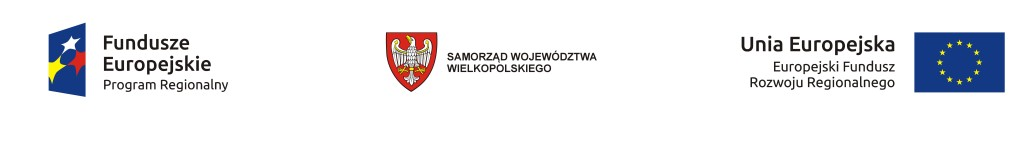 Fundusze
Europejskie
Program Regionalny
SAMORZĄD WOJEWÓDZTWA
WIELKOPOLSKIEGO
Unia Europejska
Europejski Fundusz
Rozwoju Regionalnego